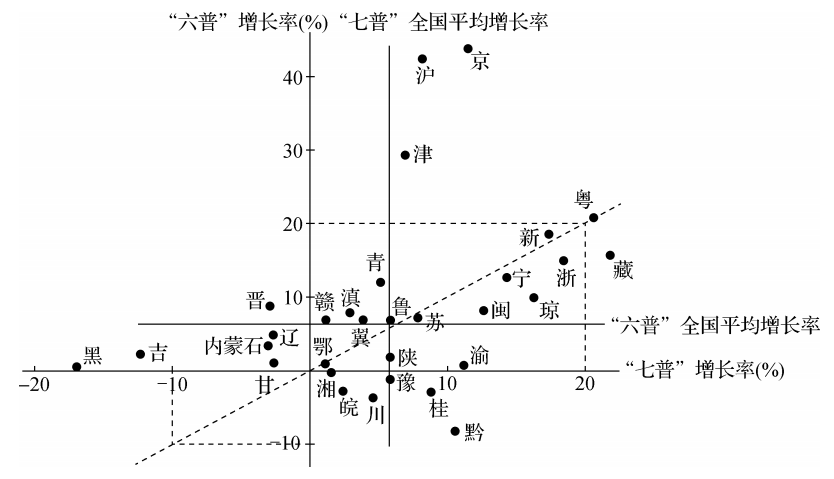 “六普”增长率(%) “七普”全国平均增长率
京
沪
40
30
津
粤
20
新
青
藏
宁
浙
晋
赣
滇
10
鲁
苏
闽
琼
“六普”全国平均增长率
冀
辽
内蒙石
鄂
黑
吉
陕
渝
“七普”增长率(%)
−20
−10
甘
湘
豫
10
20
皖
川
桂
黔
−10